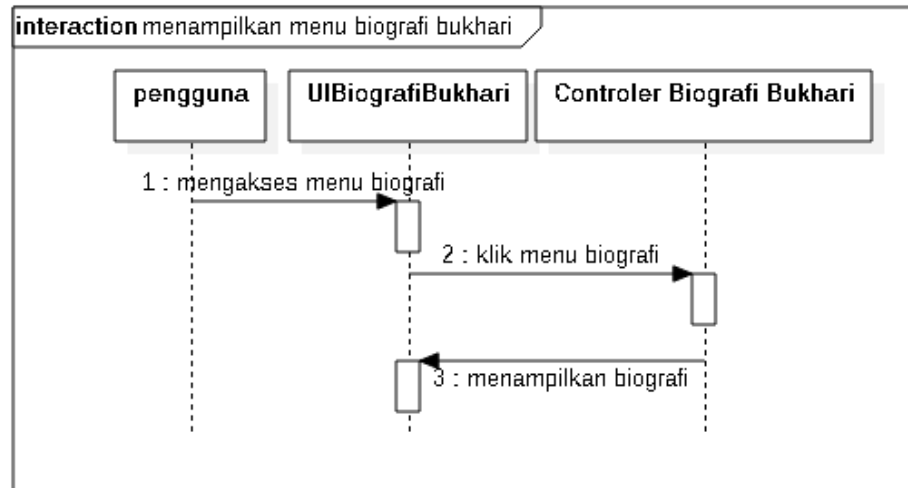 interaction menampilkan menu biografi bukhari
pengguna
UIBiografiBukhari
Controler Biografi Bukhari
1 : mengakses menu biografi
2 : klik menu biografi
3 : menampilkan biografi